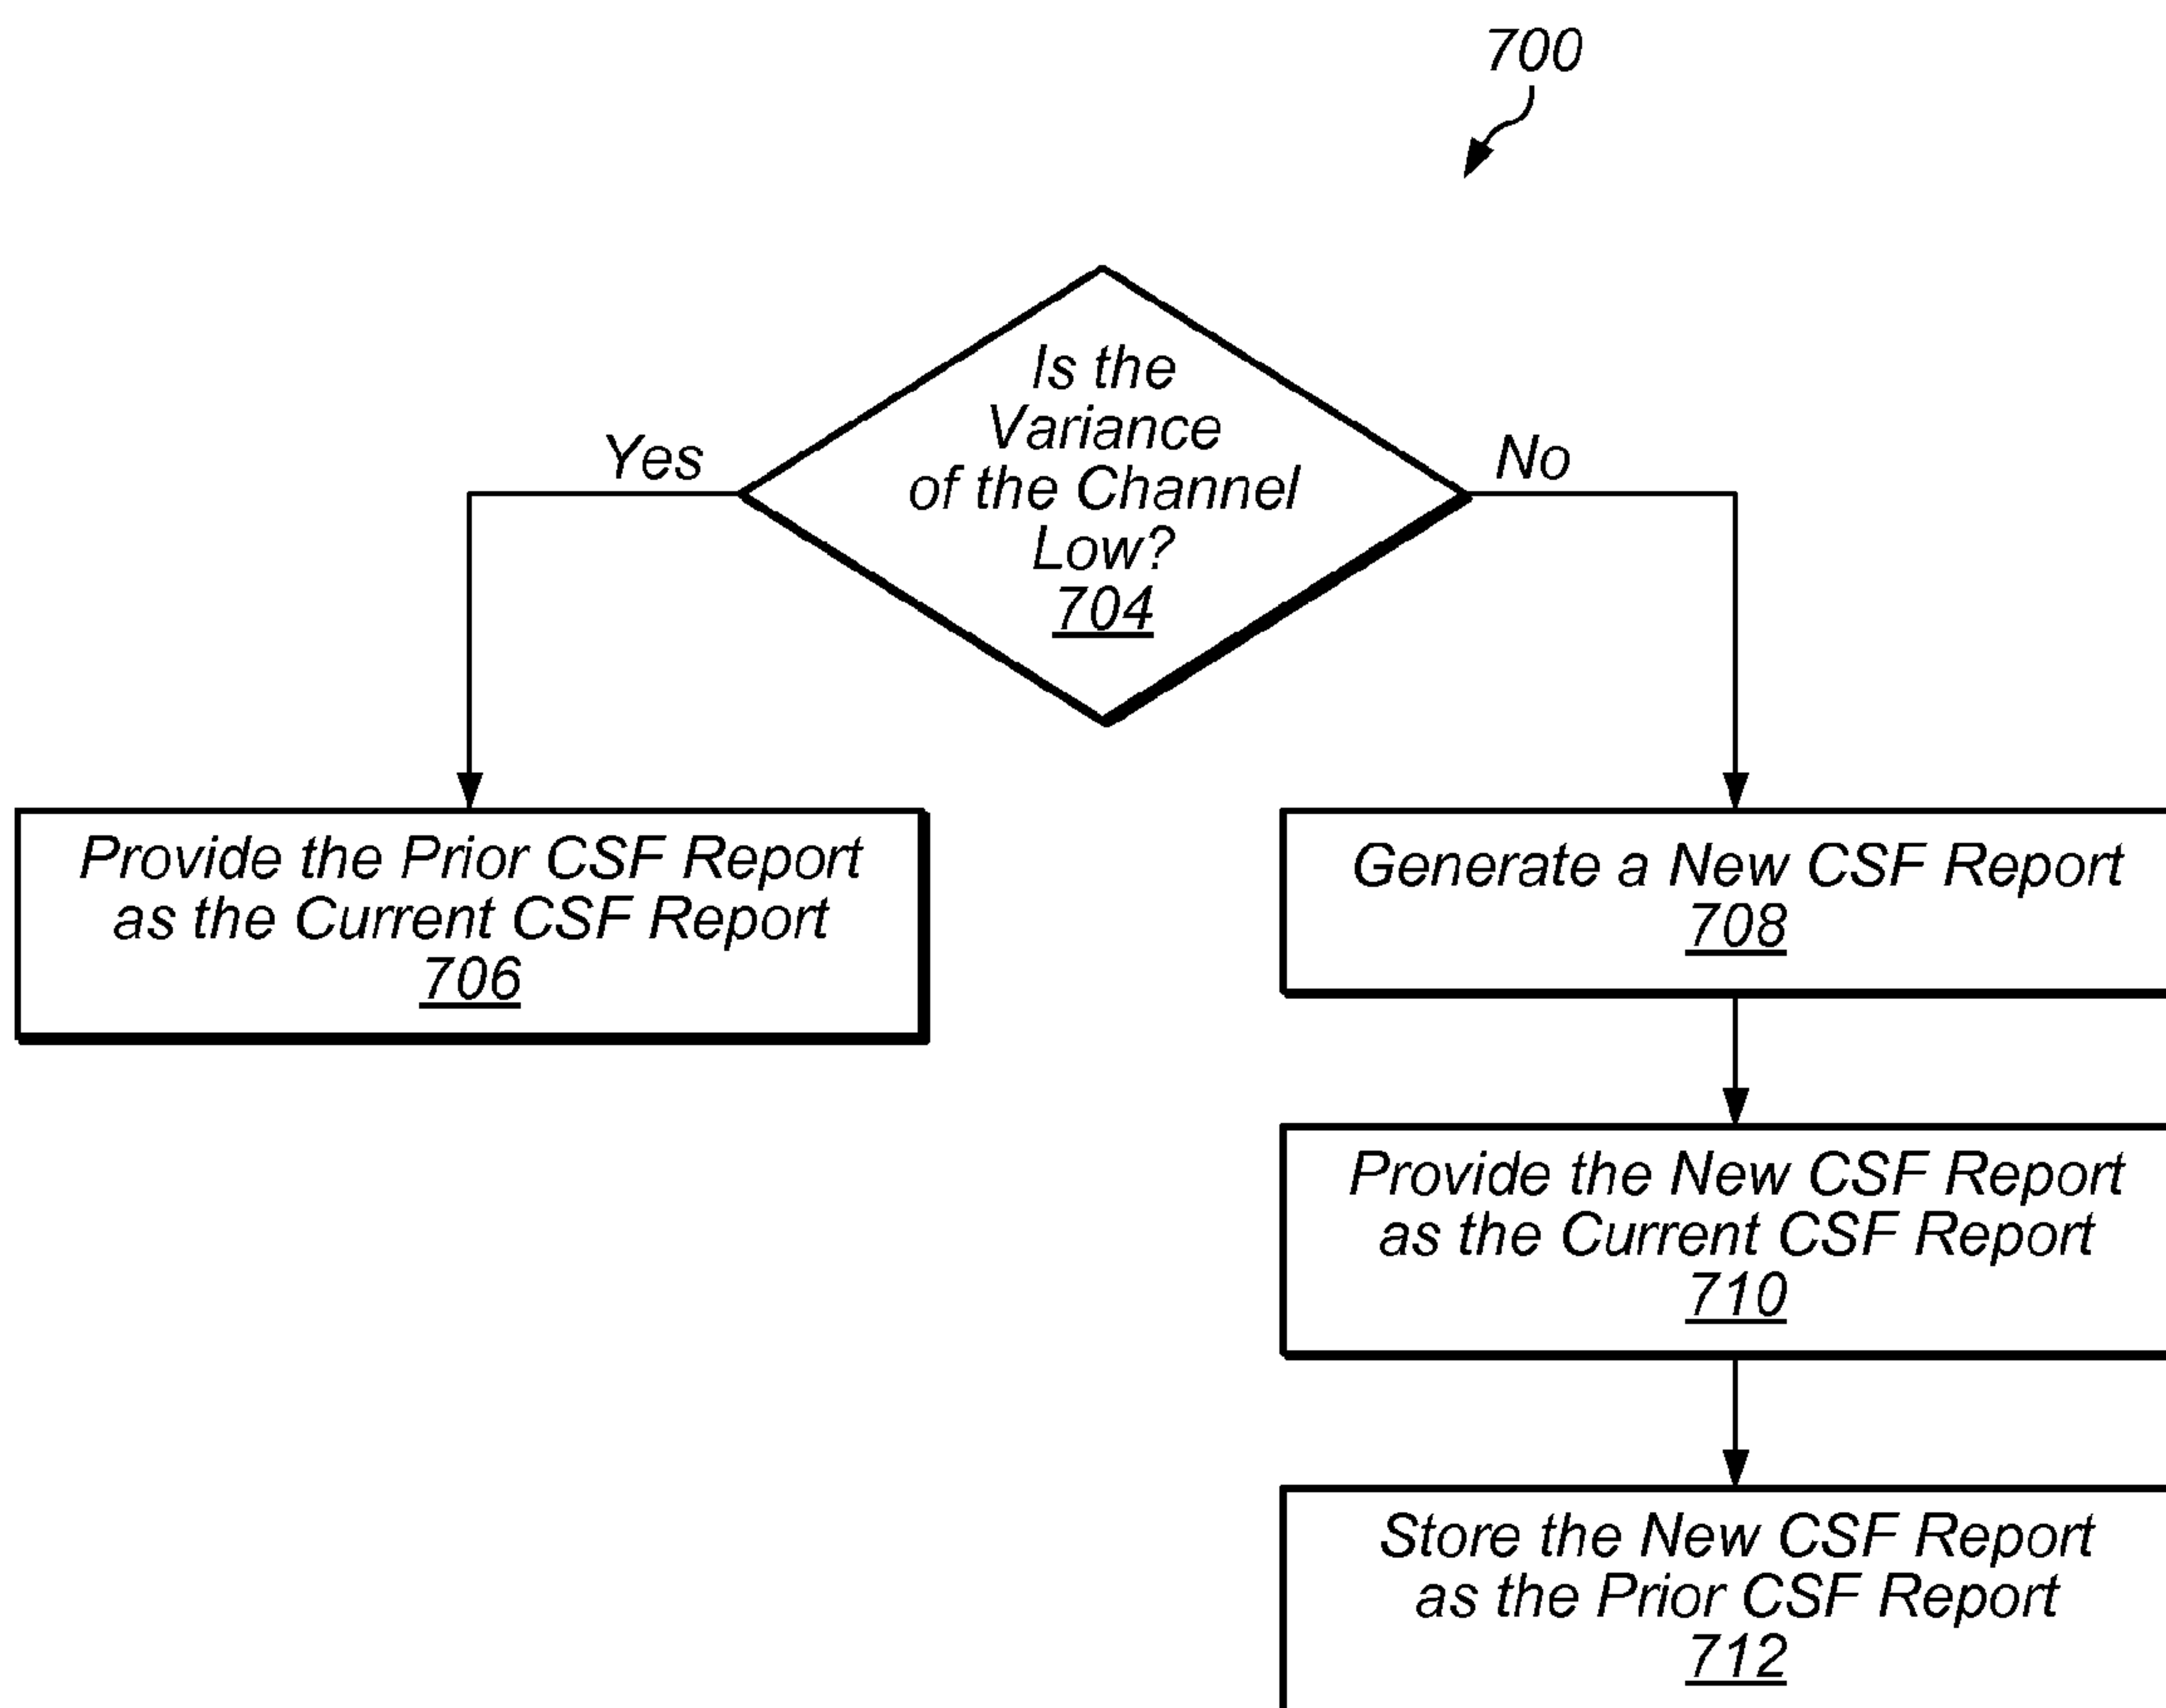 700
Is the
Variance
of the Channel
Low?
704
Yes
No
Provide the Prior CSF Report
as the Current CSF Report
706
Generate a New CSF Report
708
Provide the New CSF Report
as the Current CSF Report
710
Store the New CSF Report
as the Prior CSF Report
712